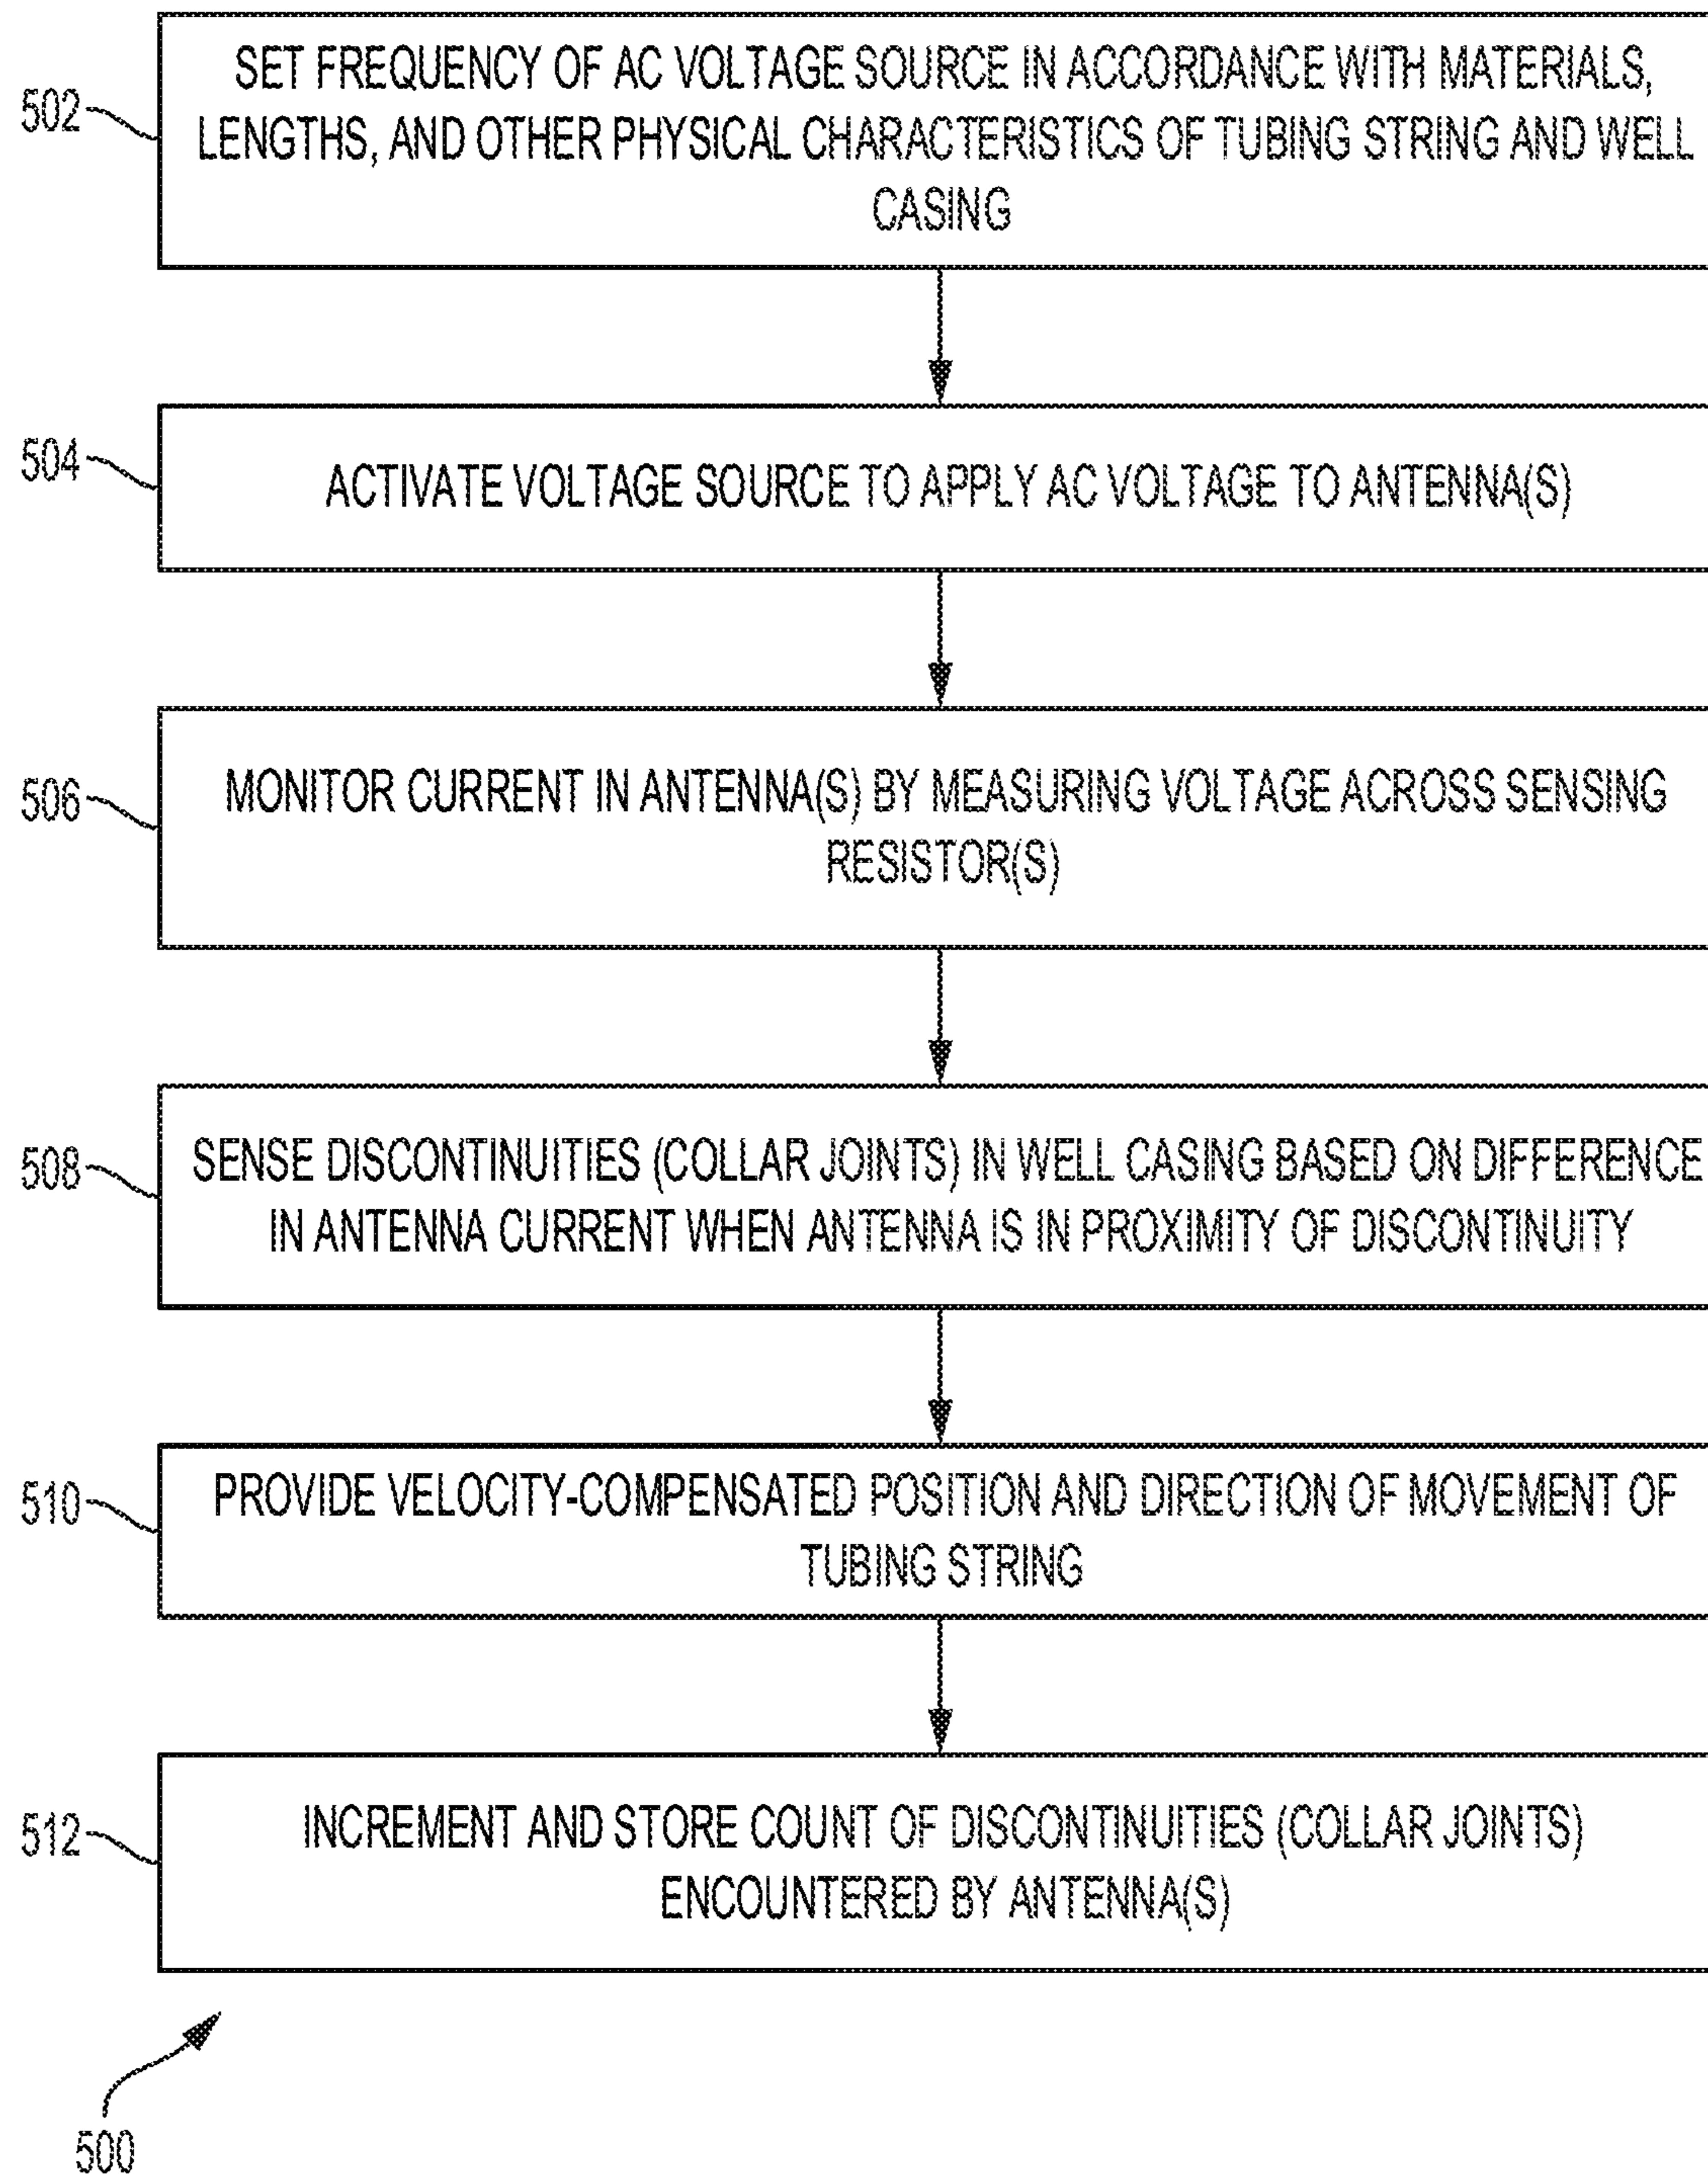 502
SET FREQUENCY OF AC VOLTAGE SOURCE IN ACCORDANCE WITH MATERIALS,
LENGTHS, AND OTHER PHYSICAL CHARACTERISTICS OF TUBING STRING AND WELL
CASING
504
ACTIVATE VOLTAGE SOURCE TO APPLY AC VOLTAGE TO ANTENNA(S)
506
MONITOR CURRENT IN ANTENNA(S) BY MEASURING VOLTAGE ACROSS SENSING
RESISTOR(S)
508
SENSE DISCONTINUITIES (COLLAR JOINTS) IN WELL CASING BASED ON DIFFERENCE
IN ANTENNA CURRENT WHEN ANTENNA IS IN PROXIMITY OF DISCONTINUITY
510
PROVIDE VELOCITY-COMPENSATED POSITION AND DIRECTION OF MOVEMENT OF
TUBING STRING
512
INCREMENT AND STORE COUNT OF DISCONTINUITIES (COLLAR JOINTS)
ENCOUNTERED BY ANTENNA(S)
500